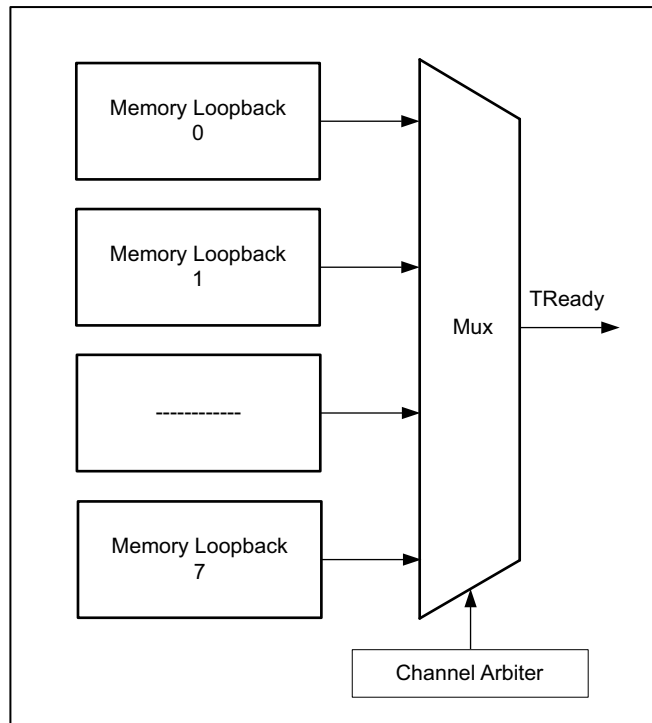 Memory Loopback
0
Memory Loopback
1
------------
Memory Loopback
7
Mux
TReady
Channel Arbiter